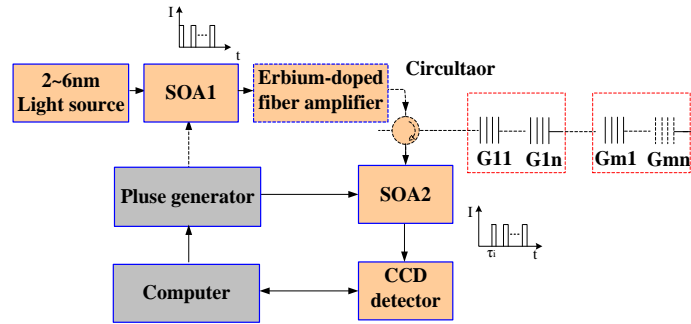 I
t
2~6nm
Light source
SOA1
Erbium-doped
fiber amplifier
Circultaor
G11
G1n
Gm1
Gmn
Pluse generator
SOA2
I
τi
t
Computer
CCD
detector